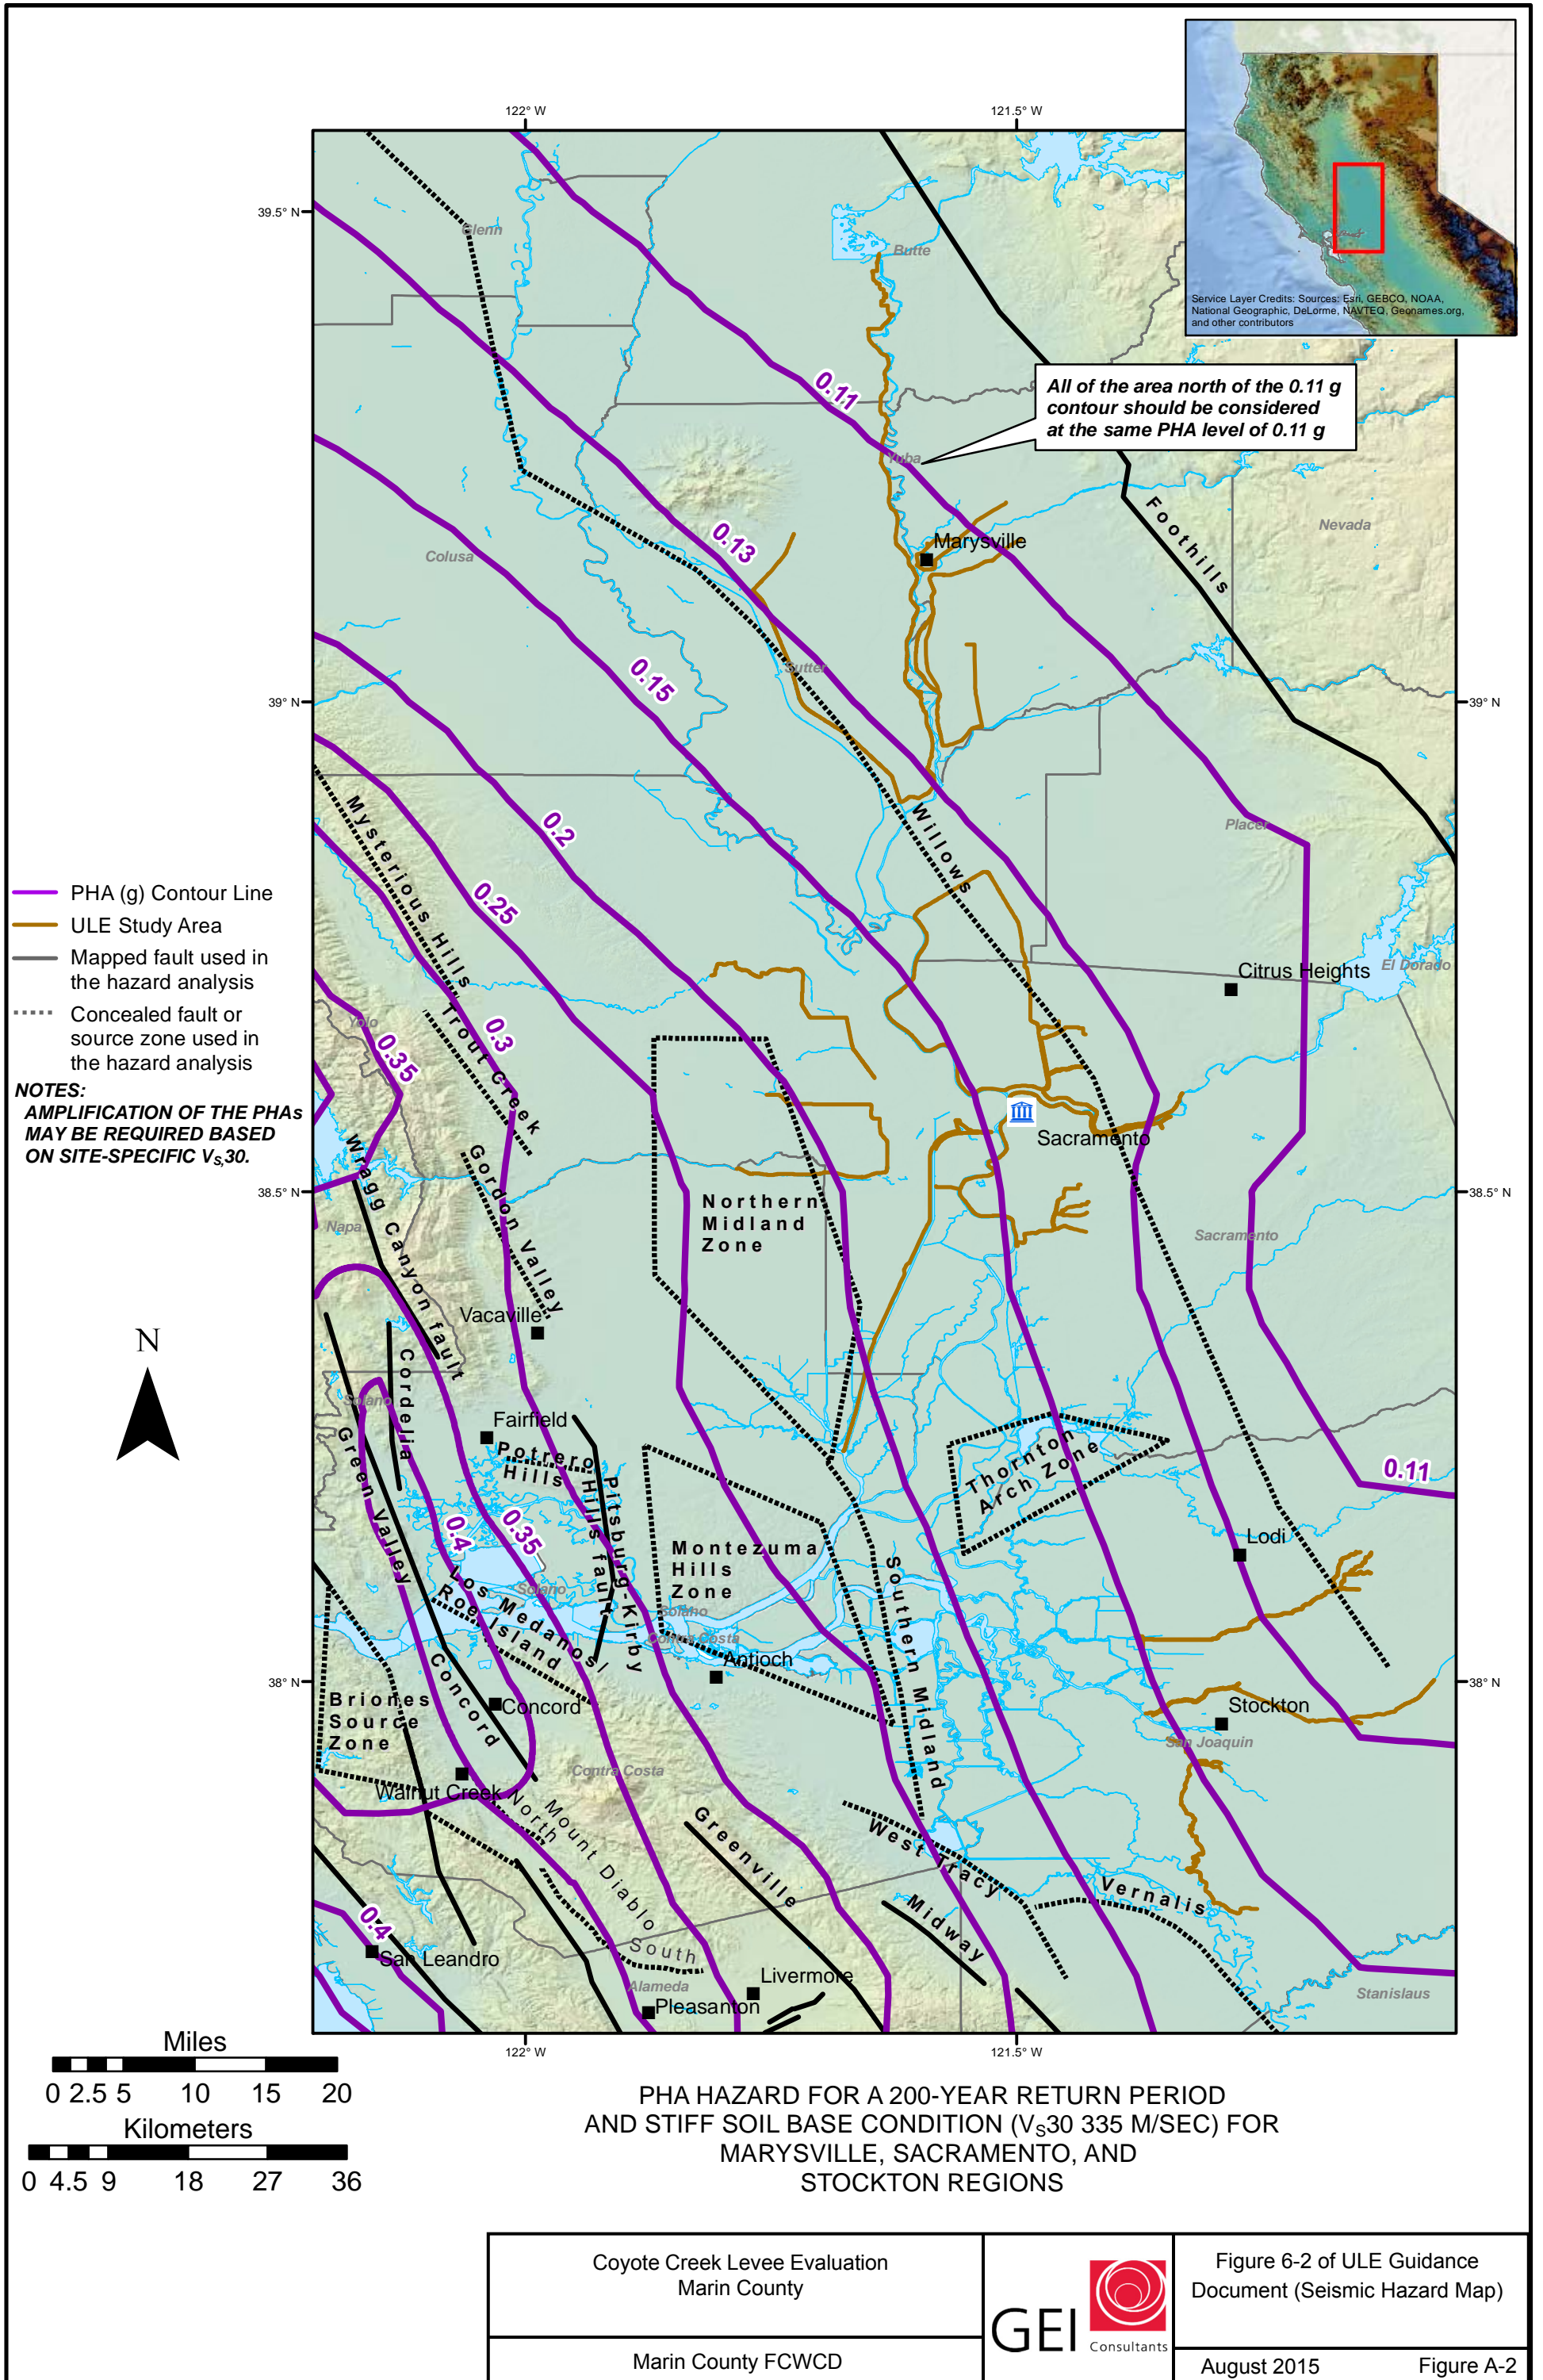 122° W
121.5° W
39.5° N
39° N
38.5° N
38° N
39° N
38.5° N
38° N
122° W
121.5° W
Service Layer Credits: Sources: Esri, GEBCO, NOAA,
National Geographic, DeLorme, NAVTEQ, Geonames.org,
and other contributors
All of the area north of the 0.11 g
contour should be considered
at the same PHA level of 0.11 g
Glenn
Butte
Yuba
Nevada
Colusa
Sutter
Placer
El Dorado
Yolo
Napa
Sacramento
Solano
Solano
Solano
Contra Costa
Contra Costa
San Joaquin
Alameda
Stanislaus
0.11
0.13
0.15
0.2
0.25
0.3
0.35
0.4
0.35
0.11
0.4
Marysville
Citrus Heights
Sacramento
Vacaville
Fairfield
Lodi
Antioch
Concord
Stockton
Walnut Creek
San Leandro
Livermore
Pleasanton
Foothills
Willows
Mysterious Hills
Trout Creek
Gordon Valley
Wragg Canyon fault
Cordelia
Green Valley
Northern
Midland
Zone
Potrero
Hills
Pitsburg-Kirby
Hills fault
Montezuma
Hills
Zone
Thornton
Arch Zone
Southern Midland
Los Medanos/
Roe Island
Concord
Briones
Source
Zone
North
Mount Diablo
South
Greenville
West Tracy
Midway
Vernalis
PHA (g) Contour Line
ULE Study Area
Mapped fault used in
the hazard analysis
Concealed fault or
source zone used in
the hazard analysis
NOTES:
AMPLIFICATION OF THE PHAs
MAY BE REQUIRED BASED
ON SITE-SPECIFIC VS,30.
N
Miles
0 2.5 5 10 15 20
Kilometers
0 4.5 9 18 27 36
PHA HAZARD FOR A 200-YEAR RETURN PERIOD
AND STIFF SOIL BASE CONDITION (VS30 335 M/SEC) FOR
MARYSVILLE, SACRAMENTO, AND
STOCKTON REGIONS
Coyote Creek Levee Evaluation
Marin County
Marin County FCWCD
GEI
Consultants
Figure 6-2 of ULE Guidance
Document (Seismic Hazard Map)
August 2015
Figure A-2